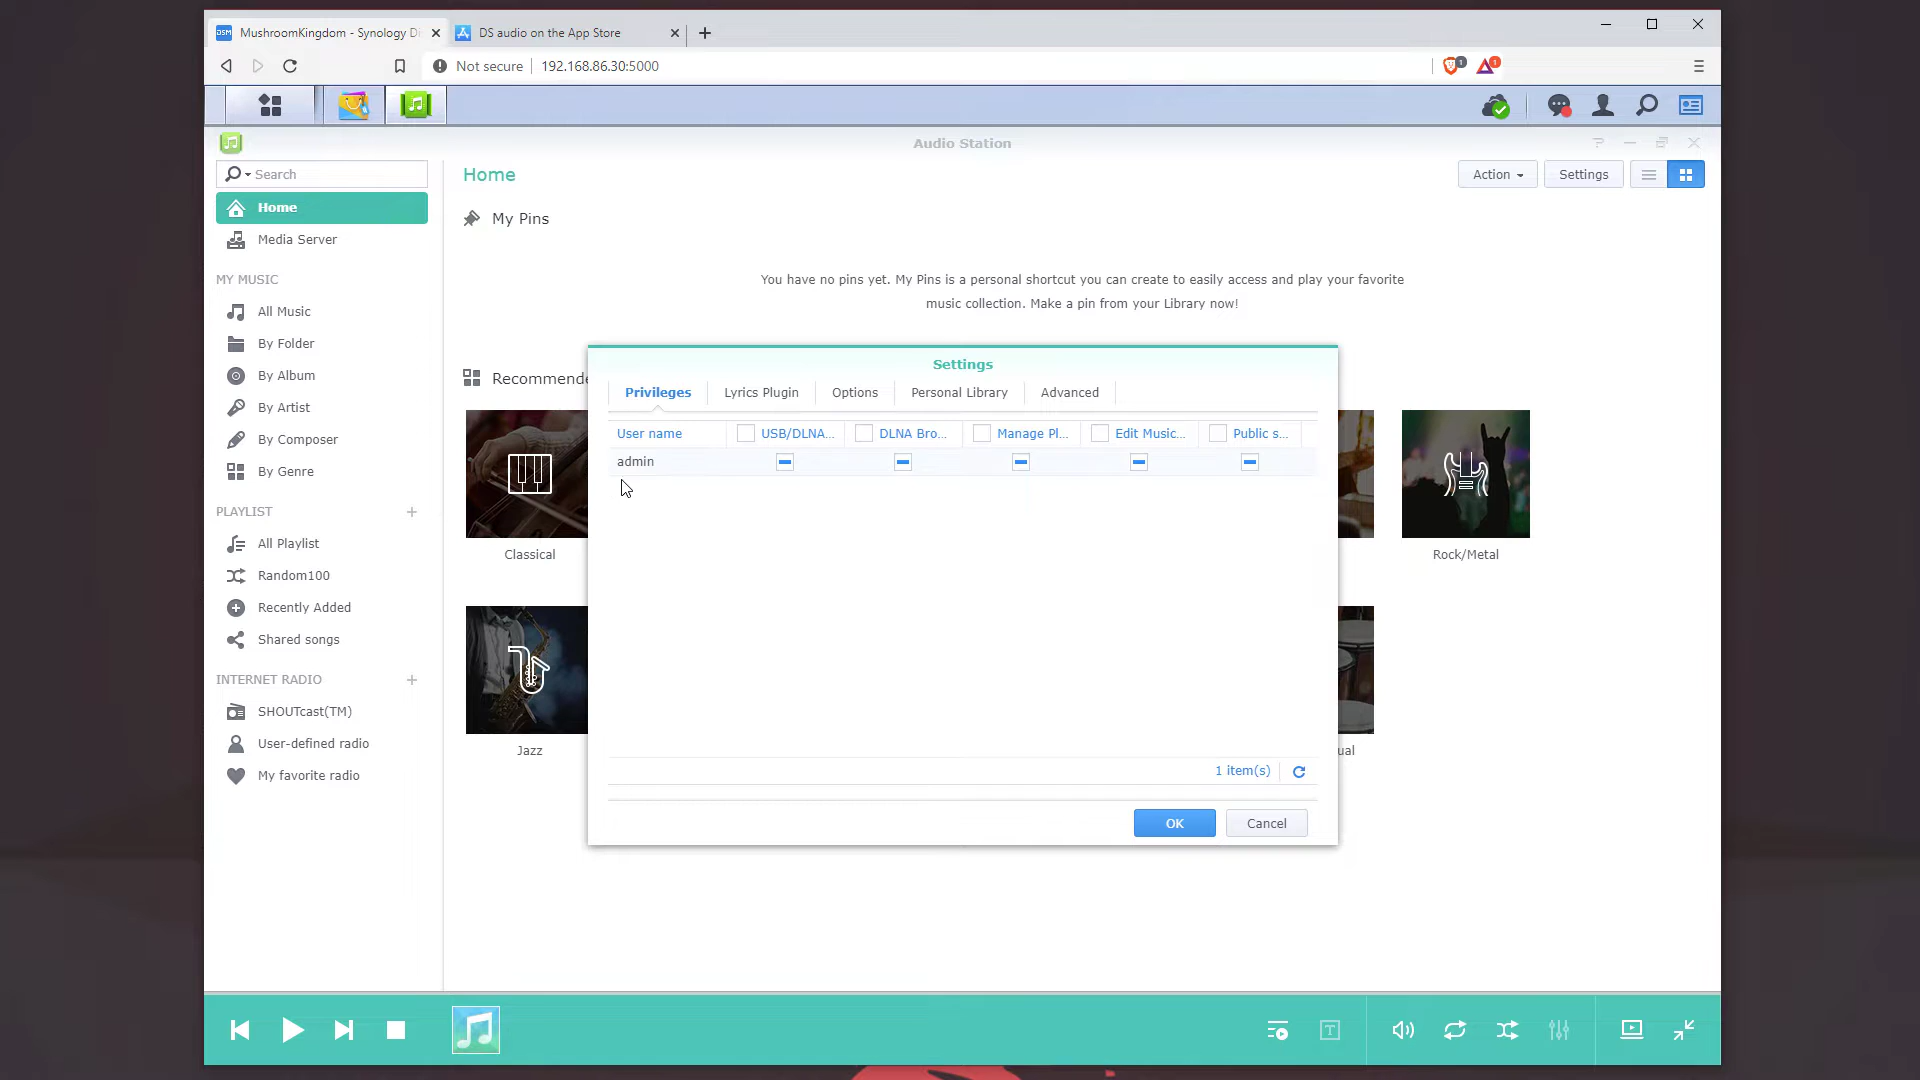 MushroomKingdom - Synology Di
DS audio on the App Store
Not secure
192.168.86.30:5000
1
1
Audio Station
Search
Home
Action
Settings
Home
My Pins
Media Server
You have no pins yet. My Pins is a personal shortcut you can create to easily access and play your favorite
music collection. Make a pin from your Library now!
MY MUSIC
All Music
By Folder
By Album
By Artist
By Composer
By Genre
PLAYLIST
All Playlist
Random100
Recently Added
Shared songs
INTERNET RADIO
SHOUTcast(TM)
User-defined radio
My favorite radio
Recommende
Classical
Rock/Metal
Jazz
ual
Settings
Privileges
Lyrics Plugin
Options
Personal Library
Advanced
User name
USB/DLNA...
DLNA Bro...
Manage Pl...
Edit Music...
Public s...
admin
1 item(s)
OK
Cancel